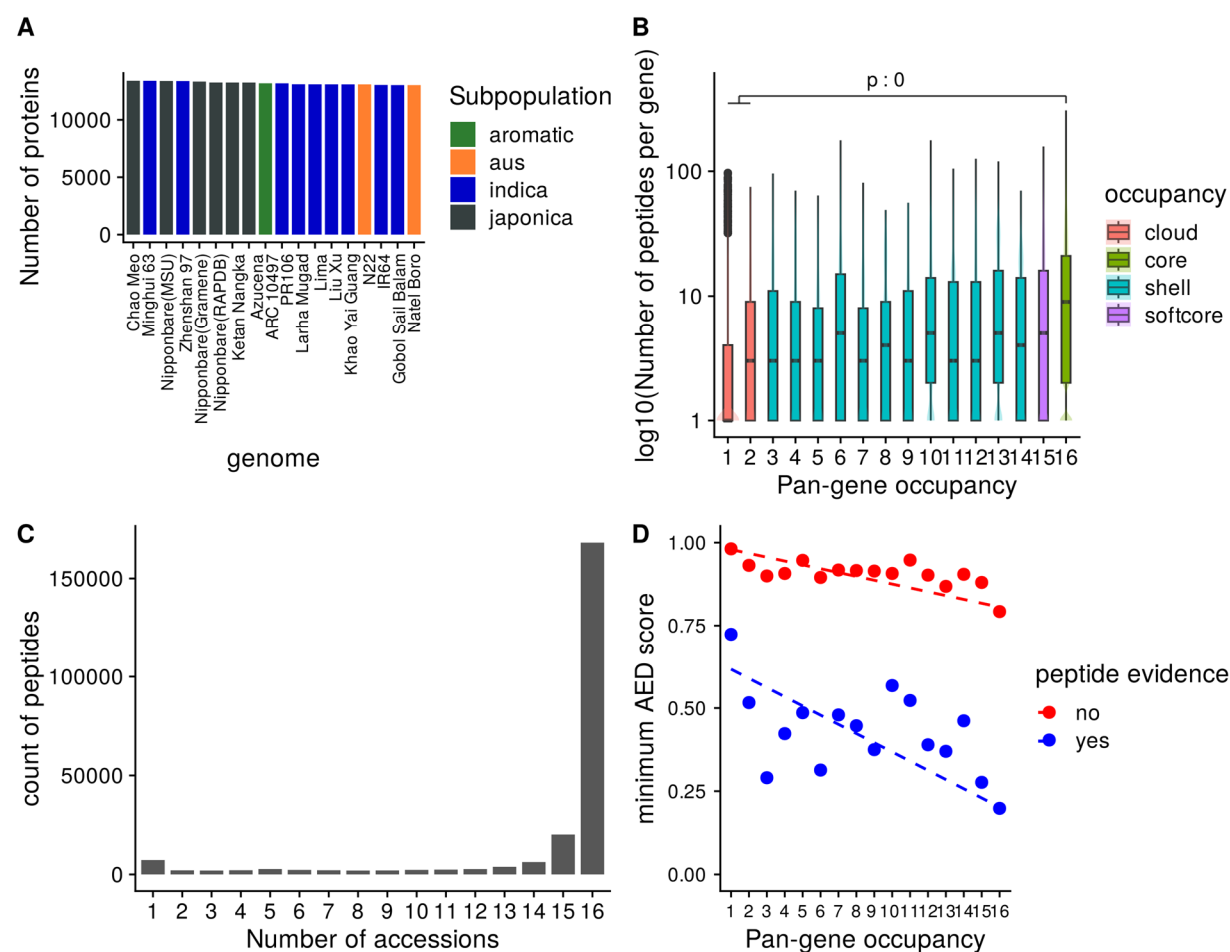 A
Number of proteins
10000
5000
0
Chao Meo
Minghui 63
Nipponbare(MSU)
Zhenshan 97
Nipponbare(Gramene)
Nipponbare(RAPDB)
Ketan Nangka
Azucena
ARC 10497
PR106
Larha Mugad
Lima
Liu Xu
Khao Yai Guang
N22
IR64
Gobol Sail Balam
Natel Boro
genome
Subpopulation
aromatic
aus
indica
japonica
B
log10(Number of peptides per gene)
100
10
1
p : 0
1 2 3 4 5 6 7 8 9 10 11 12 13 14 15 16
Pan-gene occupancy
occupancy
cloud
core
shell
softcore
C
count of peptides
150000
100000
50000
0
1 2 3 4 5 6 7 8 9 10 11 12 13 14 15 16
Number of accessions
D
minimum AED score
1.00
0.75
0.50
0.25
0.00
1 2 3 4 5 6 7 8 9 10 11 12 13 14 15 16
Pan-gene occupancy
peptide evidence
no
yes